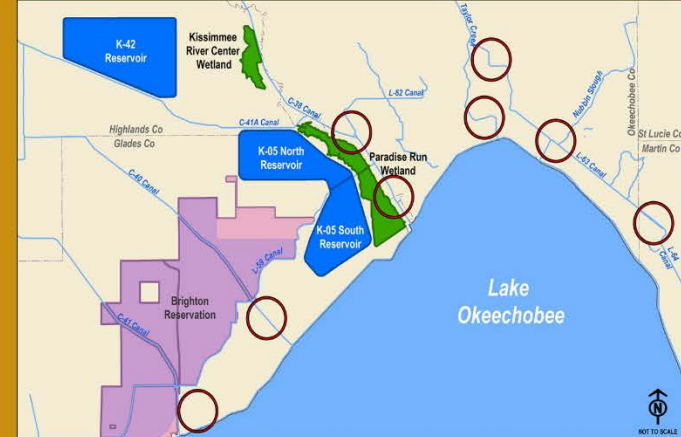 K-42
Reservoir
Kissimmee
River Center
Wetland
Taylor Creek
Nubbin Slough
Okeechobee Co
St Lucie Co
Martin Co
L-62 Canal
C-38 Canal
C-41A Canal
Highlands Co
Glades Co
K-05 North
Reservoir
Paradise Run
Wetland
L-63 Canal
L-64
Canal
C-40 Canal
K-05 South
Reservoir
L-59 Canal
Brighton
Reservation
C-41 Canal
Lake
Okeechobee
N
NOT TO SCALE